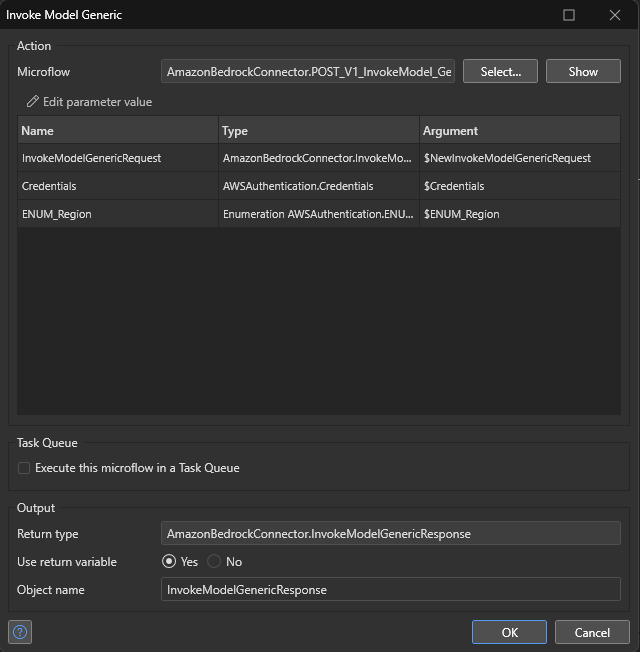 Invoke Model Generic
Action
Microflow AmazonBedrockConnector.POST_V1_InvokeModel_Ge Select... Show
Edit parameter value
Name Type Argument
InvokeModelGenericRequest AmazonBedrockConnector.InvokeMo... $NewInvokeModelGenericRequest
Credentials AWSAuthentication.Credentials $Credentials
ENUM_Region Enumeration AWSAuthentication.ENU... $ENUM_Region
Task Queue
Execute this microflow in a Task Queue
Output
Return type AmazonBedrockConnector.InvokeModelGenericResponse
Use return variable Yes No
Object name InvokeModelGenericResponse
? OK Cancel